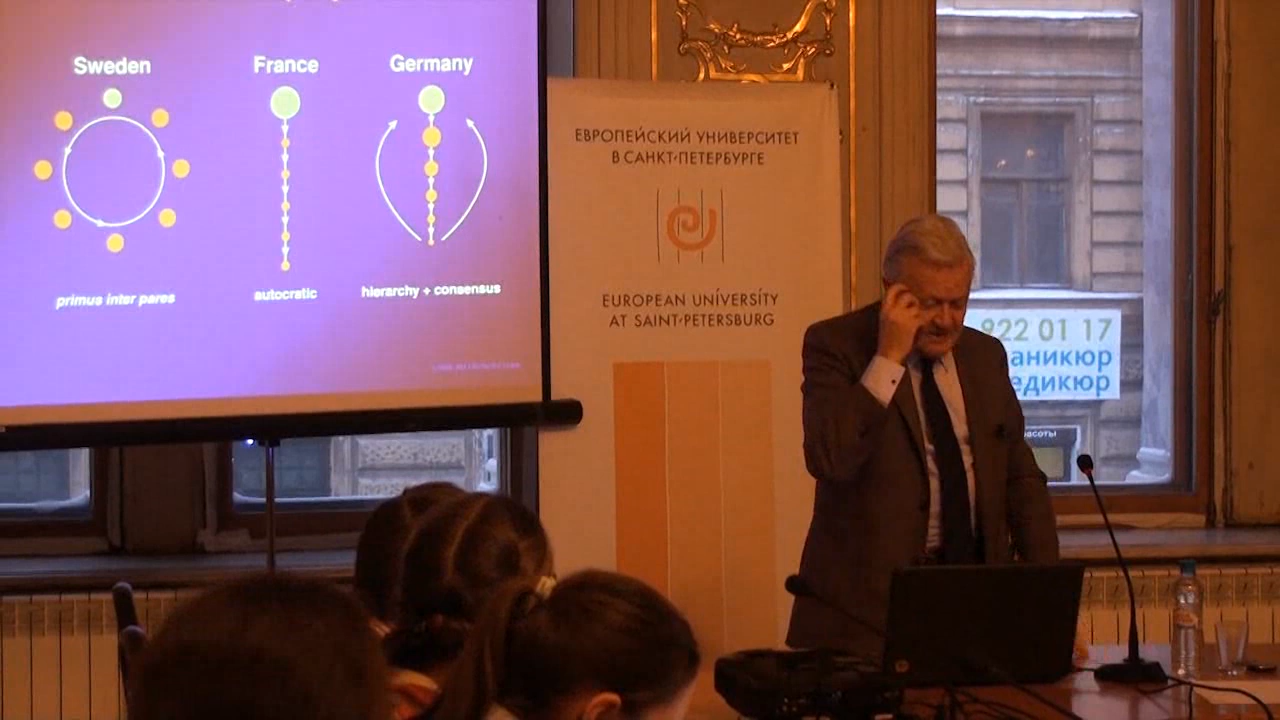 Sweden
France
Germany
primus inter pares
autocratic
hierarchy + consensus
ЕВРОПЕЙСКИЙ УНИВЕРСИТЕТ
В САНКТ-ПЕТЕРБУРГЕ
EUROPEAN UNIVERSITY
AT SAINT-PETERSBURG
922 01 17
аникюр
едикюр